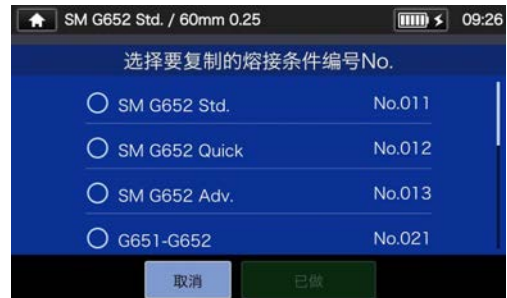 SM G652 Std. / 60mm 0.25 09:26
选择要复制的熔接条件编号No.
SM G652 Std. No.011
SM G652 Quick No.012
SM G652 Adv. No.013
G651-G652 No.021
取消 已做